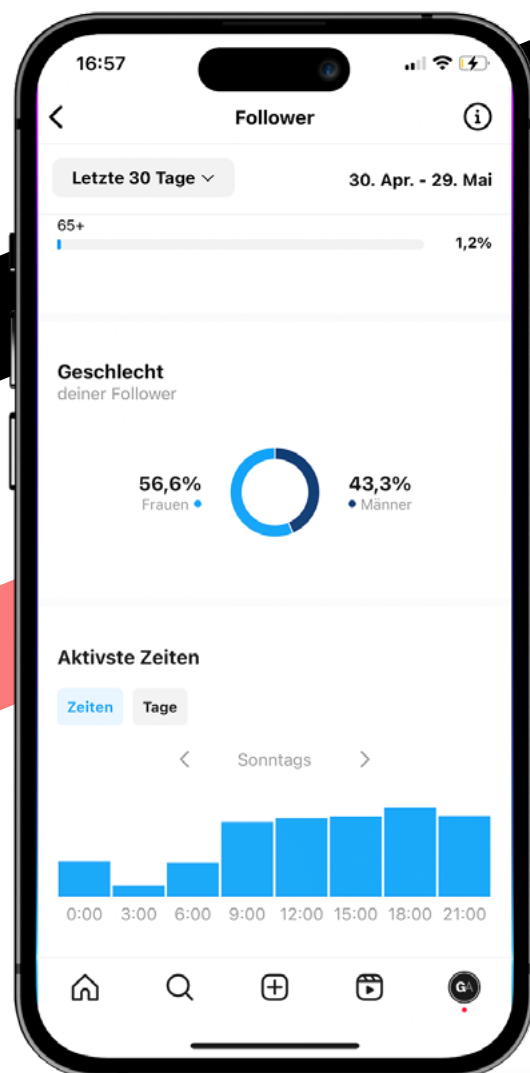 16:57
Follower
Letzte 30 Tage
30. Apr. - 29. Mai
65+
1,2%
Geschlecht
deiner Follower
56,6%
Frauen
43,3%
Männer
Aktivste Zeiten
Zeiten Tage
Sonntags
0:00 3:00 6:00 9:00 12:00 15:00 18:00 21:00
GA